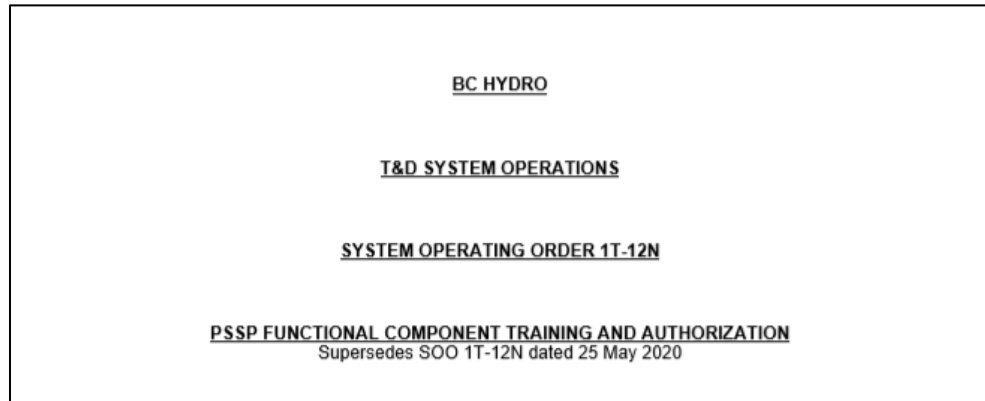 BC HYDRO
T&D SYSTEM OPERATIONS
SYSTEM OPERATING ORDER 1T-12N
PSSP FUNCTIONAL COMPONENT TRAINING AND AUTHORIZATION
Supersedes SOO 1T-12N dated 25 May 2020